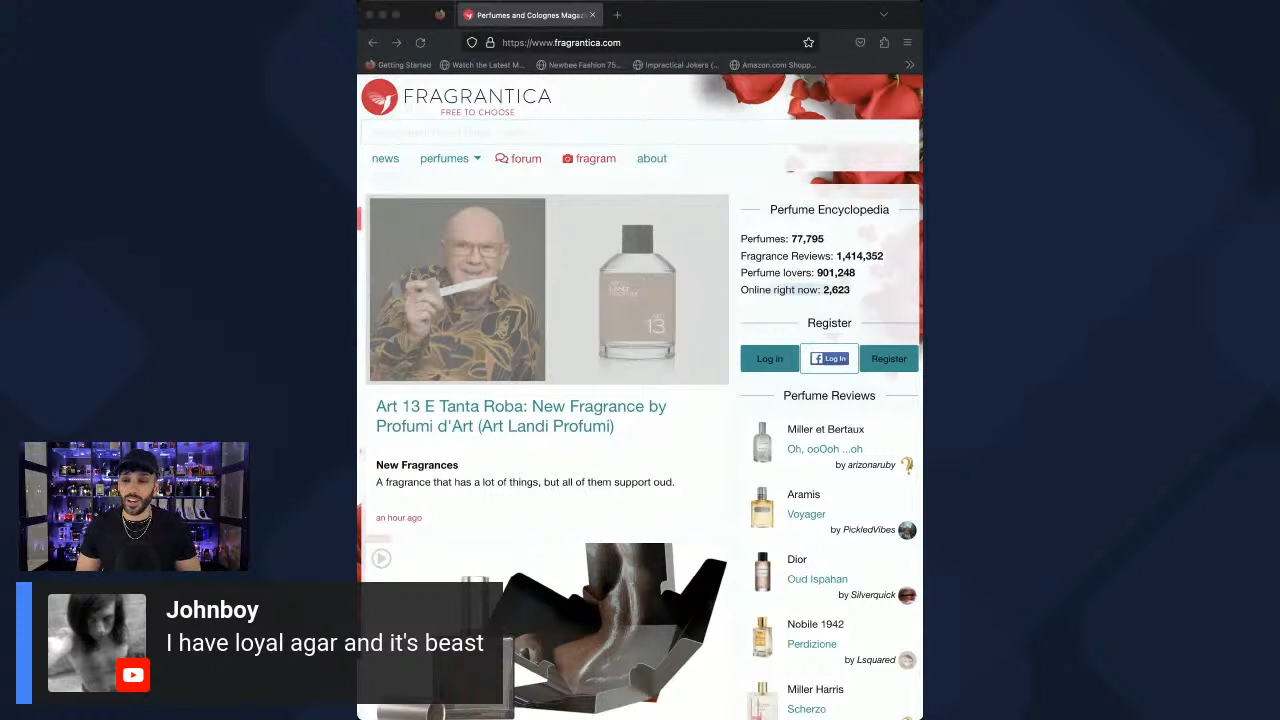 Perfumes and Colognes Magazi
https://www.fragrantica.com
Getting Started
Watch the Latest M...
Newbee Fashion 75...
Impractical Jokers (...
Amazon.com Shopp...
FRAGRANTICA
FREE TO CHOOSE
news
perfumes
forum
fragram
about
ART 13
Art 13 E Tanta Roba: New Fragrance by
Profumi d'Art (Art Landi Profumi)
New Fragrances
A fragrance that has a lot of things, but all of them support oud.
an hour ago
Perfume Encyclopedia
Perfumes: 77,795
Fragrance Reviews: 1,414,352
Perfume lovers: 901,248
Online right now: 2,623
Register
Log in
Log In
Register
Perfume Reviews
Miller et Bertaux
Oh, ooOoh ...oh
by arizonaruby
Aramis
Voyager
by PickledVibes
Dior
Oud Ispahan
by Silverquick
Nobile 1942
Perdizione
by Lsquared
Miller Harris
Scherzo
Johnboy
I have loyal agar and it's beast